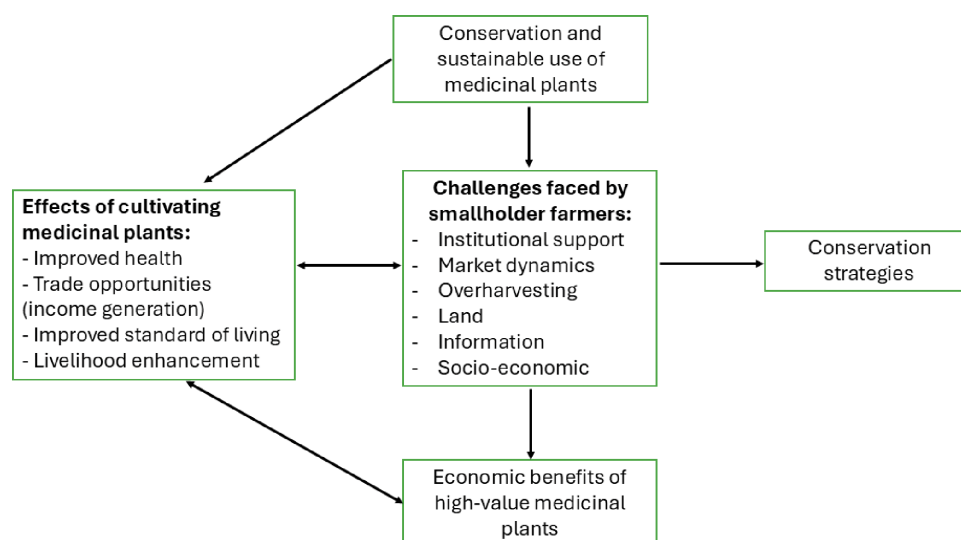 Conservation and
sustainable use of
medicinal plants
Effects of cultivating
medicinal plants:
- Improved health
- Trade opportunities
(income generation)
- Improved standard of living
- Livelihood enhancement
Challenges faced by
smallholder farmers:
- Institutional support
- Market dynamics
- Overharvesting
- Land
- Information
- Socio-economic
Conservation
strategies
Economic benefits of
high-value medicinal
plants